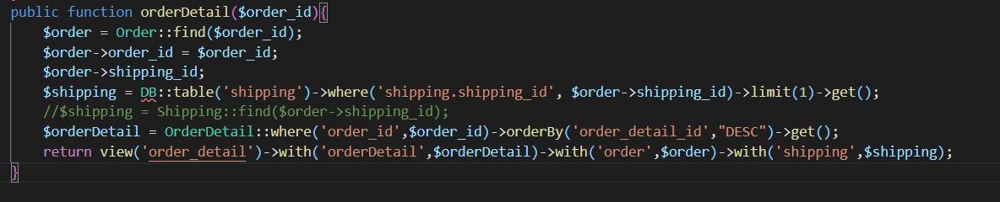 public function orderDetail($order_id){
$order = Order::find($order_id);
$order->order_id = $order_id;
$order->shipping_id;
$shipping = DB::table('shipping')->where('shipping.shipping_id', $order->shipping_id)->limit(1)->get();
//$shipping = Shipping::find($order->shipping_id);
$orderDetail = OrderDetail::where('order_id',$order_id)->orderBy('order_detail_id',"DESC")->get();
return view('order_detail')->with('orderDetail',$orderDetail)->with('order',$order)->with('shipping',$shipping);
}